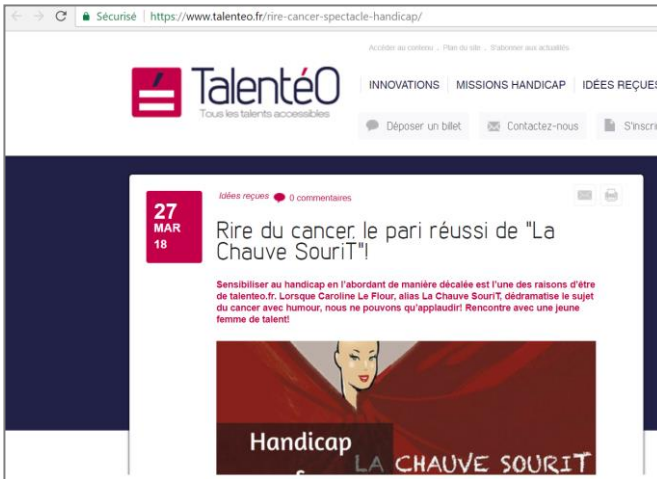 Sécurisé | https://www.talenteo.fr/rire-cancer-spectacle-handicap/
Accéder au contenu - Plan du site - S'abonner aux actualités
TalentéO
Tous les talents accessibles
INNOVATIONS MISSIONS HANDICAP IDÉES REÇUES
Déposer un billet Contactez-nous S'inscri
27
MAR
18
Idées reçues 0 commentaires
Rire du cancer, le pari réussi de "La
Chauve SouriT"!
Sensibiliser au handicap en l'abordant de manière décalée est l'une des raisons d'être
de talenteo.fr. Lorsque Caroline Le Flour, alias La Chauve SouriT, dédramatise le sujet
du cancer avec humour, nous ne pouvons qu'applaudir! Rencontre avec une jeune
femme de talent!
Handicap
LA CHAUVE SOURIT